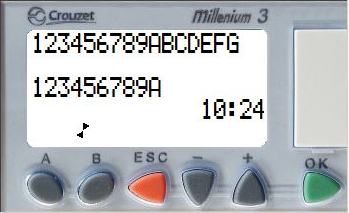 Crouzet millenium 3
123456789ABCDEFG
123456789A
10:24
A B ESC − + OK